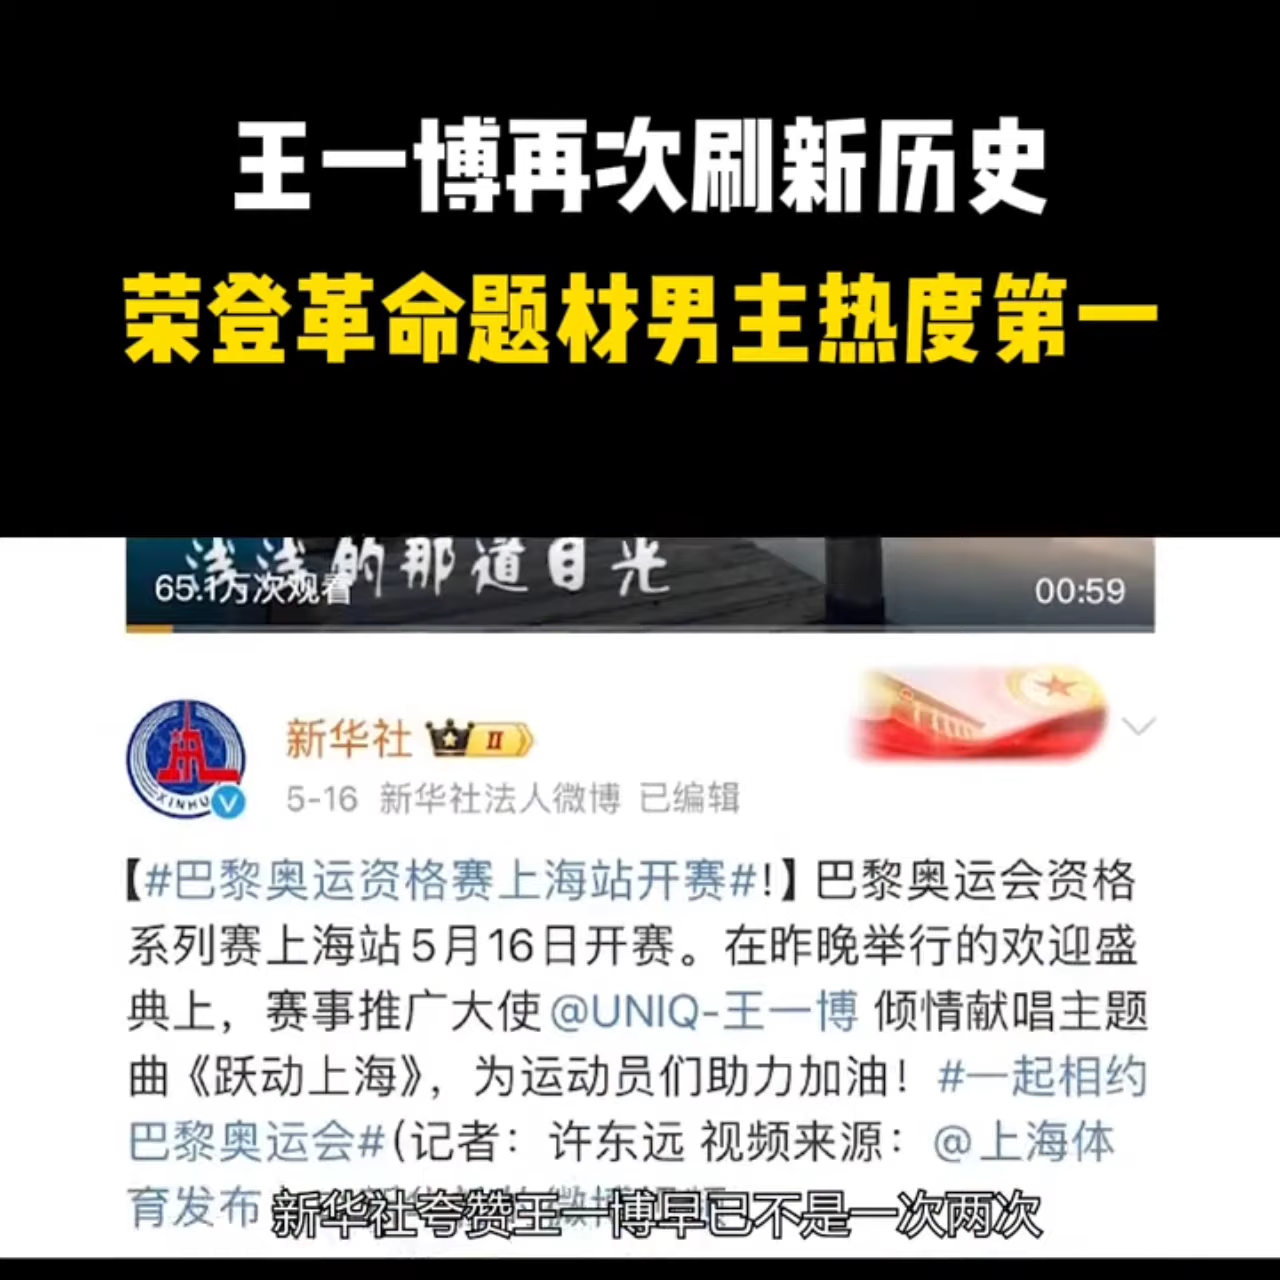 王一博再次刷新历史
荣登革命题材男主热度第一
浅浅的那道目光
65.1万次观看
00:59
新华社
II
XINHU
5-16 新华社法人微博 已编辑
【#巴黎奥运资格赛上海站开赛#!】巴黎奥运会资格
系列赛上海站5月16日开赛。在昨晚举行的欢迎盛
典上，赛事推广大使@UNIQ-王一博 倾情献唱主题
曲《跃动上海》，为运动员们助力加油！#一起相约
巴黎奥运会#(记者：许东远 视频来源：@上海体
育发布
新华社夸赞王一博早已不是一次两次